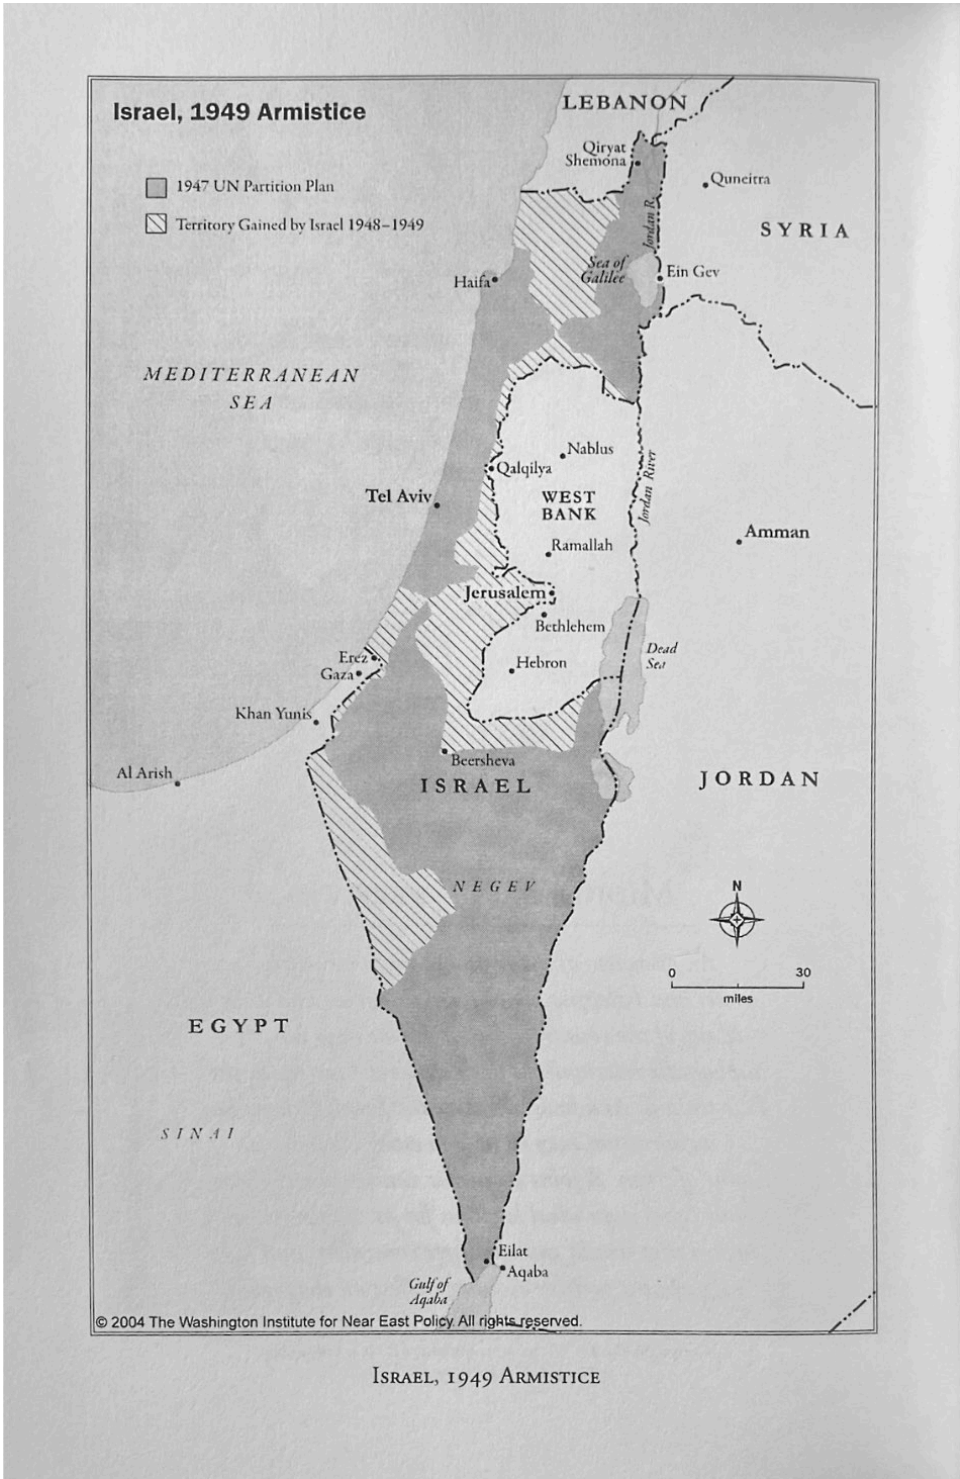 Israel, 1949 Armistice
1947 UN Partition Plan
Territory Gained by Israel 1948–1949
LEBANON
Qiryat
Shemona
Quneitra
SYRIA
Jordan R.
Sea of
Galilee
Ein Gev
Haifa
MEDITERRANEAN
SEA
Nablus
Qalqilya
Jordan River
Tel Aviv
WEST
BANK
Amman
Ramallah
Jerusalem
Bethlehem
Dead
Sea
Erez
Gaza
Hebron
Khan Yunis
Beersheva
Al Arish
ISRAEL
JORDAN
NEGEV
N
0 30
miles
EGYPT
SINAI
Eilat
Aqaba
Gulf of
Aqaba
© 2004 The Washington Institute for Near East Policy. All rights reserved.
ISRAEL, 1949 ARMISTICE